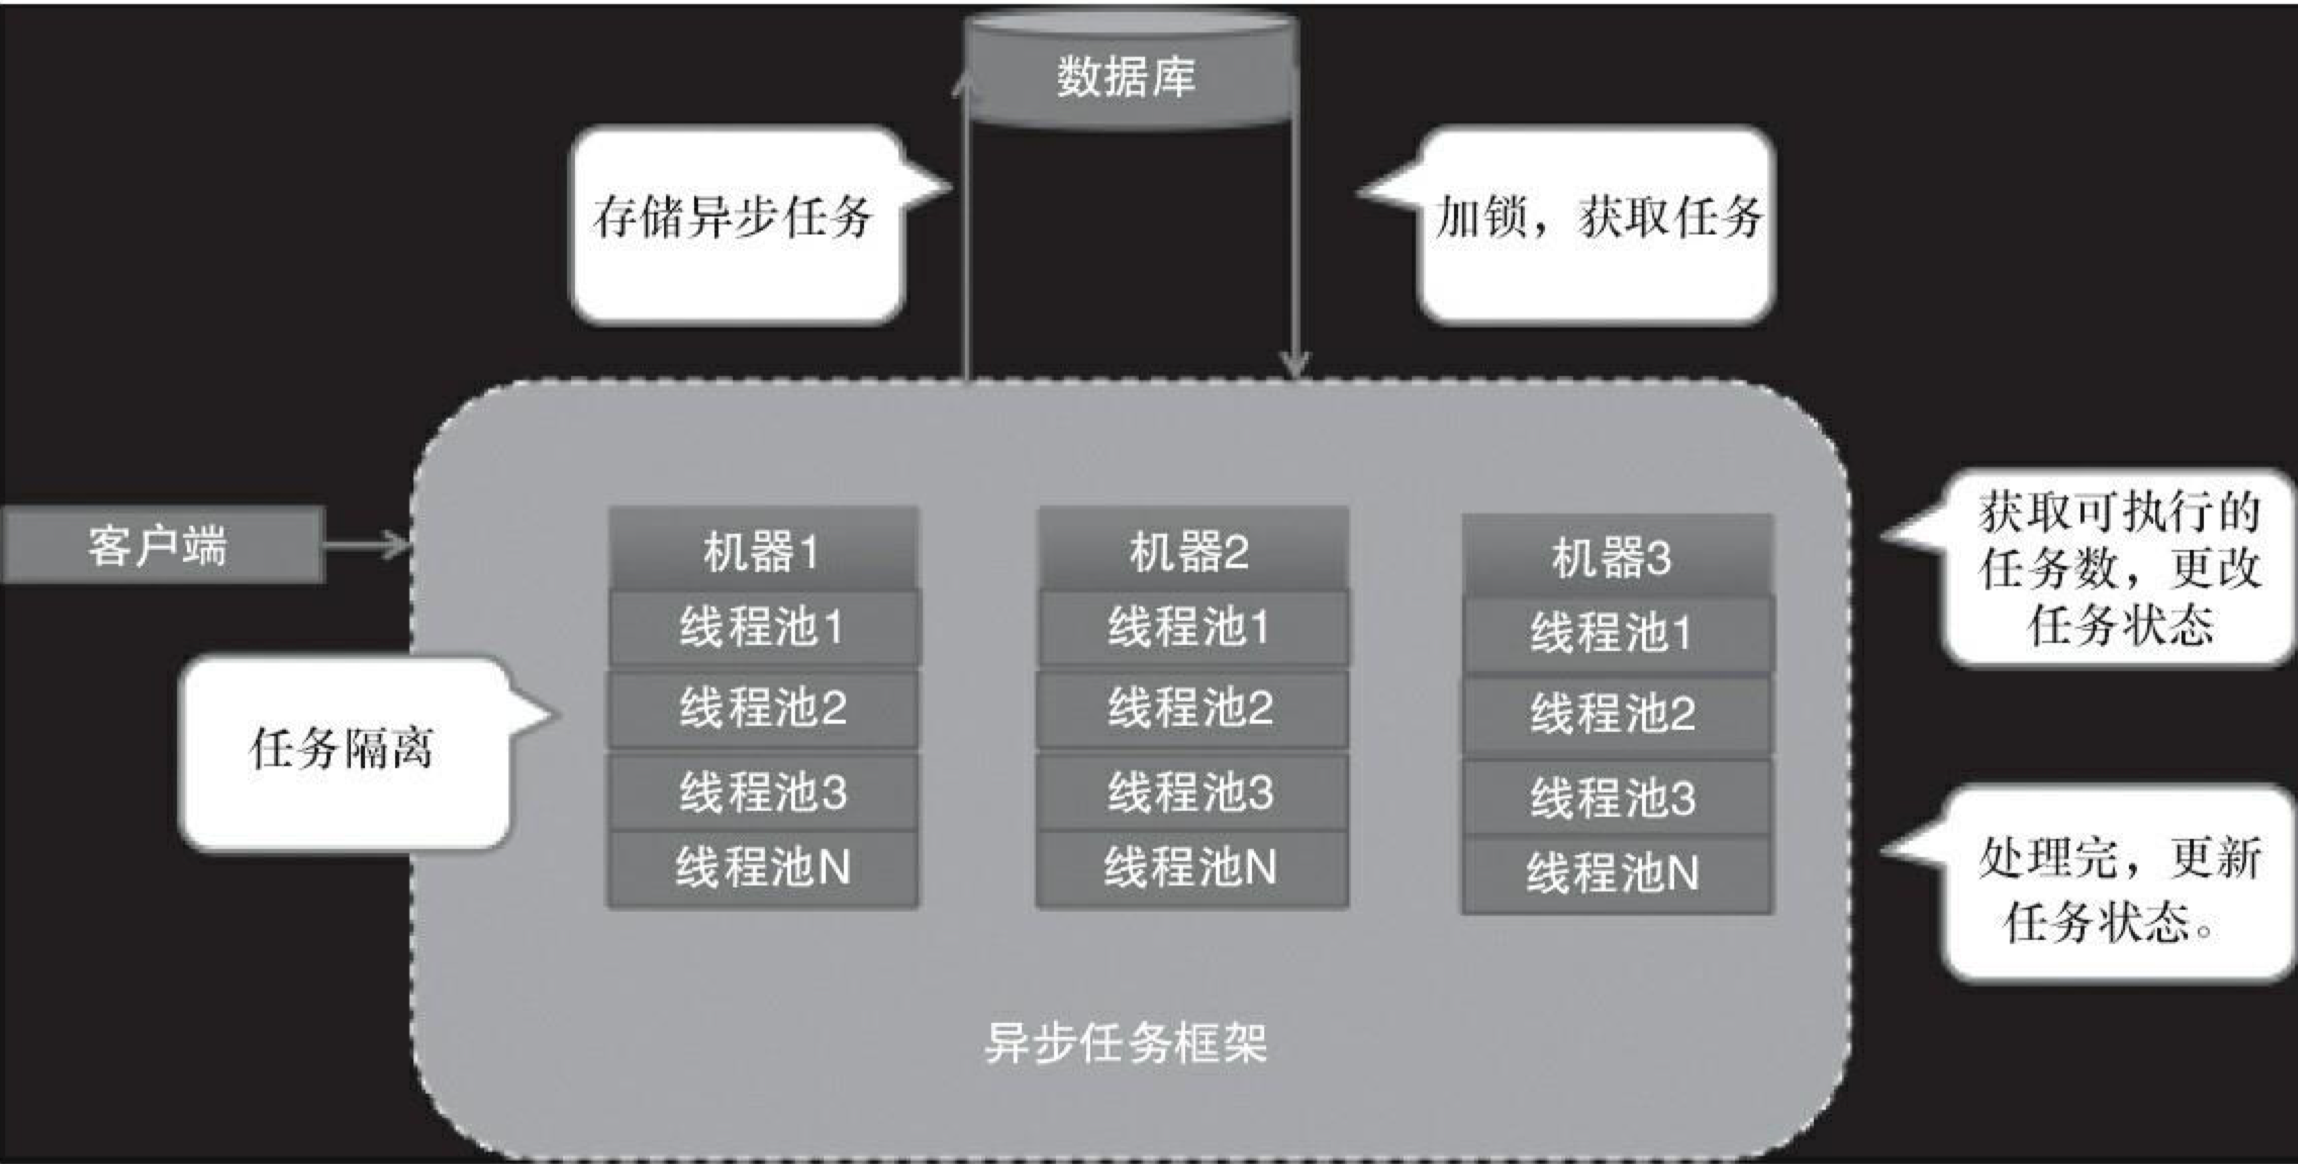 数据库
存储异步任务
加锁，获取任务
客户端
机器1
线程池1
线程池2
线程池3
线程池N
机器2
线程池1
线程池2
线程池3
线程池N
机器3
线程池1
线程池2
线程池3
线程池N
获取可执行的
任务数，更改
任务状态
任务隔离
处理完，更新
任务状态。
异步任务框架